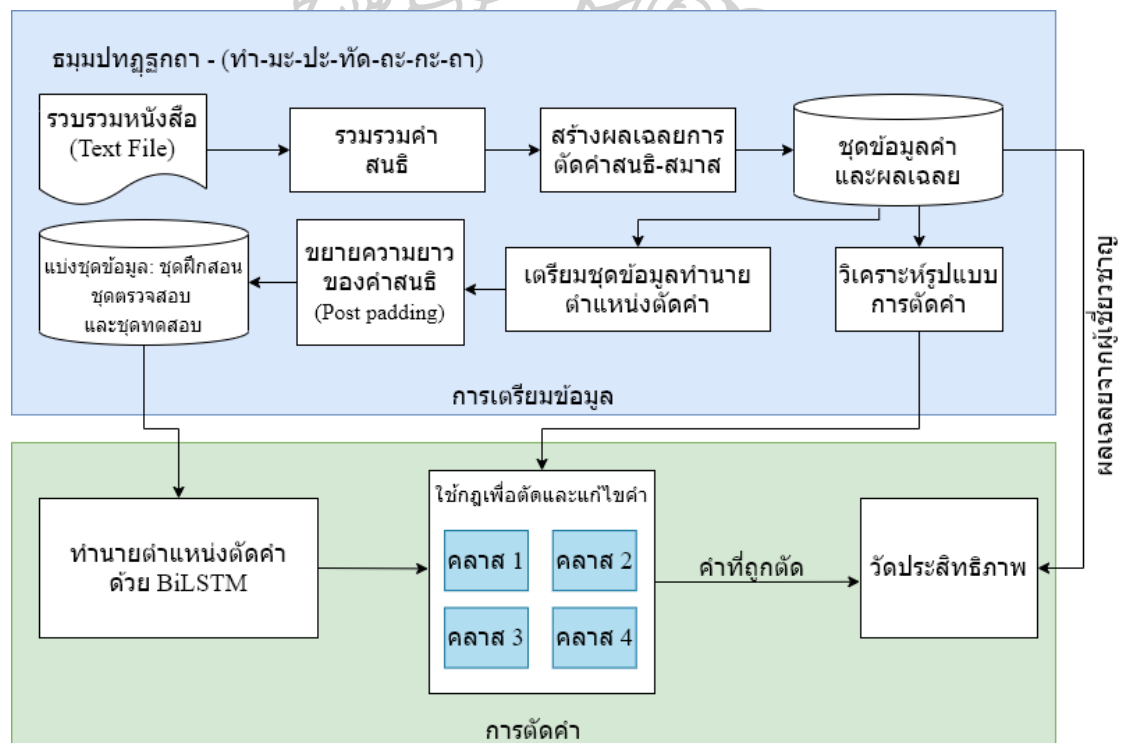 ธมฺมปทฏฺฐกถา - (ทำ-มะ-ปะ-ทัด-ถะ-กะ-ถา)
รวบรวมหนังสือ
(Text File)
รวมรวมคำ
สนธิ
สร้างผลเฉลยการ
ตัดคำสนธิ-สมาส
ชุดข้อมูลคำ
และผลเฉลย
แบ่งชุดข้อมูล: ชุดฝึกสอน
ชุดตรวจสอบ
และชุดทดสอบ
ขยายความยาว
ของคำสนธิ
(Post padding)
เตรียมชุดข้อมูลทำนาย
ตำแหน่งตัดคำ
วิเคราะห์รูปแบบ
การตัดคำ
ผลเฉลยจากผู้เชี่ยวชาญ
การเตรียมข้อมูล
ทำนายตำแหน่งตัดคำ
ด้วย BiLSTM
ใช้กฎเพื่อตัดและแก้ไขคำ
คลาส 1
คลาส 2
คลาส 3
คลาส 4
คำที่ถูกตัด
วัดประสิทธิภาพ
การตัดคำ